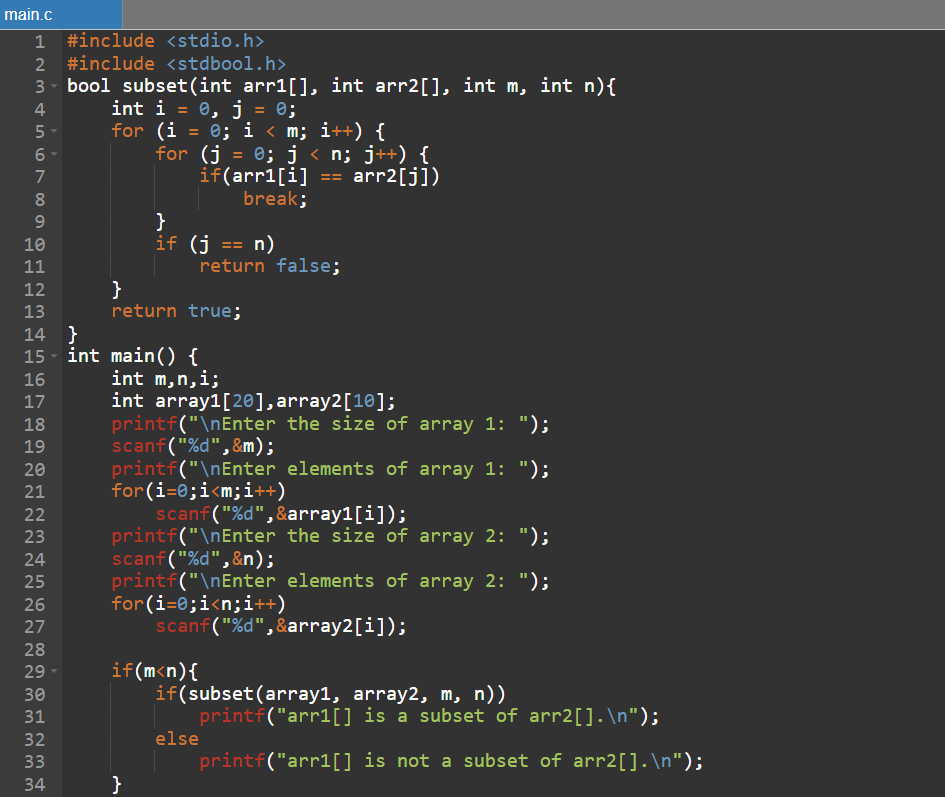 main.c
1 #include <stdio.h>
2 #include <stdbool.h>
3 bool subset(int arr1[], int arr2[], int m, int n){
4     int i = 0, j = 0;
5     for (i = 0; i < m; i++) {
6         for (j = 0; j < n; j++) {
7             if(arr1[i] == arr2[j])
8                 break;
9         }
10         if (j == n)
11             return false;
12     }
13     return true;
14 }
15 int main() {
16     int m,n,i;
17     int array1[20],array2[10];
18     printf("\nEnter the size of array 1: ");
19     scanf("%d",&m);
20     printf("\nEnter elements of array 1: ");
21     for(i=0;i<m;i++)
22         scanf("%d",&array1[i]);
23     printf("\nEnter the size of array 2: ");
24     scanf("%d",&n);
25     printf("\nEnter elements of array 2: ");
26     for(i=0;i<n;i++)
27         scanf("%d",&array2[i]);
28
29     if(m<n){
30         if(subset(array1, array2, m, n))
31             printf("arr1[] is a subset of arr2[].\n");
32         else
33             printf("arr1[] is not a subset of arr2[].\n");
34     }